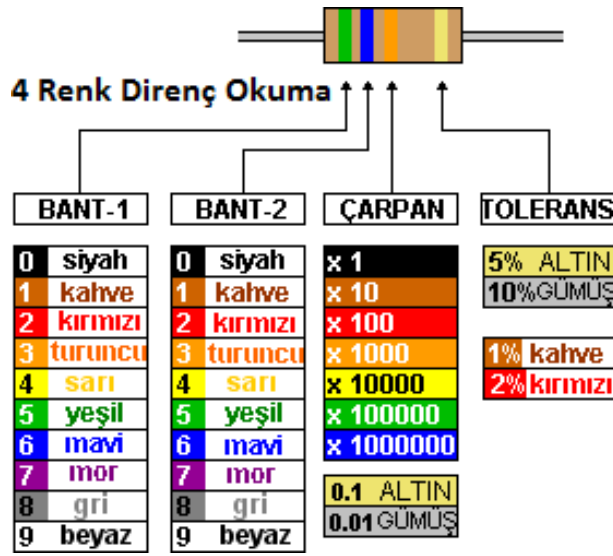 4 Renk Direnç Okuma
BANT-1 BANT-2 ÇARPAN TOLERANS
0 siyah 0 siyah x 1 5% ALTIN
1 kahve 1 kahve x 10 10% GÜMÜŞ
2 kırmızı 2 kırmızı x 100
3 turuncu 3 turuncu x 1000 1% kahve
4 sarı 4 sarı x 10000 2% kırmızı
5 yeşil 5 yeşil x 100000
6 mavi 6 mavi x 1000000
7 mor 7 mor
8 gri 8 gri 0.1 ALTIN
9 beyaz 9 beyaz 0.01 GÜMÜŞ